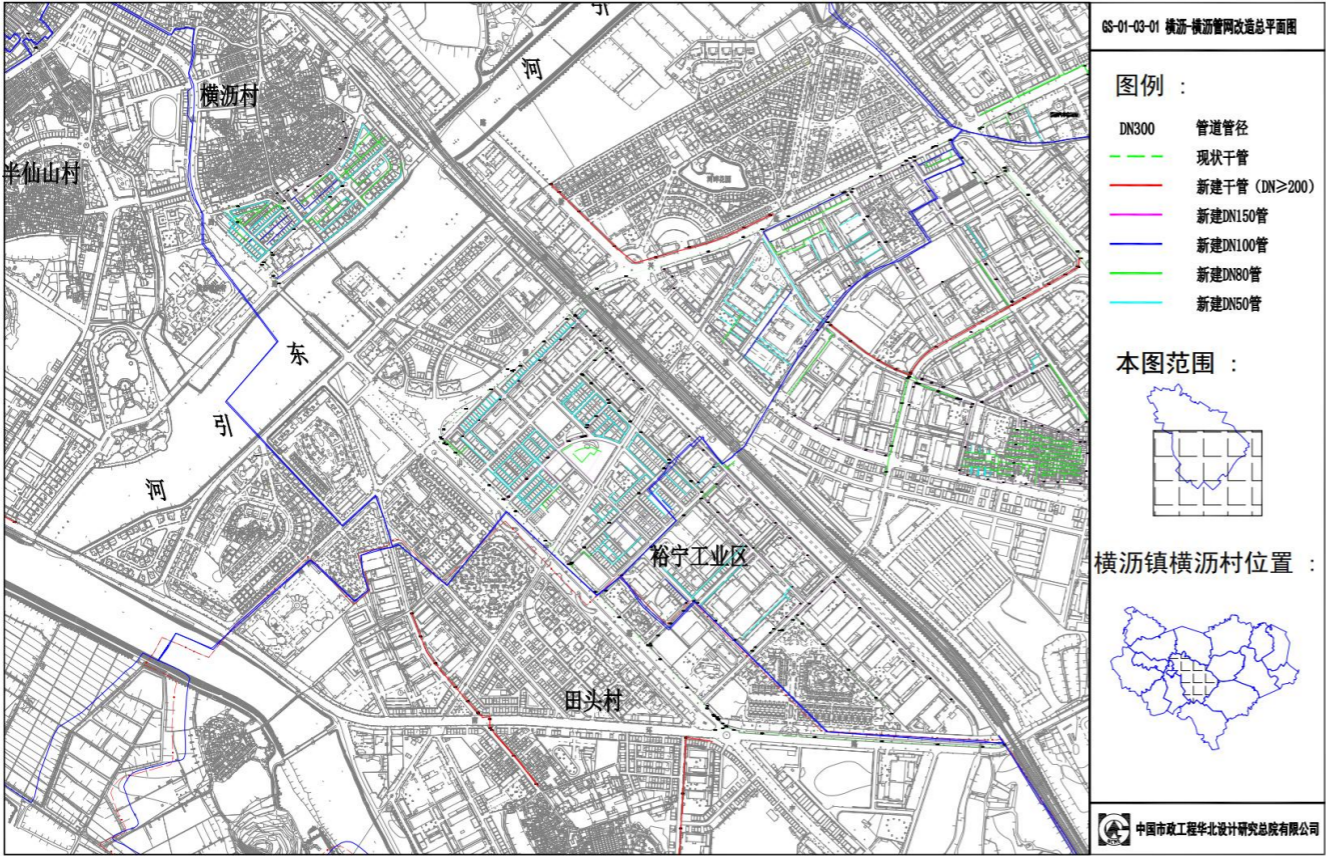 引
河
横沥村
半仙山村
东
引
河
裕宁工业区
田头村
GS-01-03-01 横沥-横沥管网改造总平面图
图例 :
DN300 管道管径
现状干管
新建干管 (DN≥200)
新建DN150管
新建DN100管
新建DN80管
新建DN50管
本图范围 :
横沥镇横沥村位置 :
中国市政工程华北设计研究总院有限公司